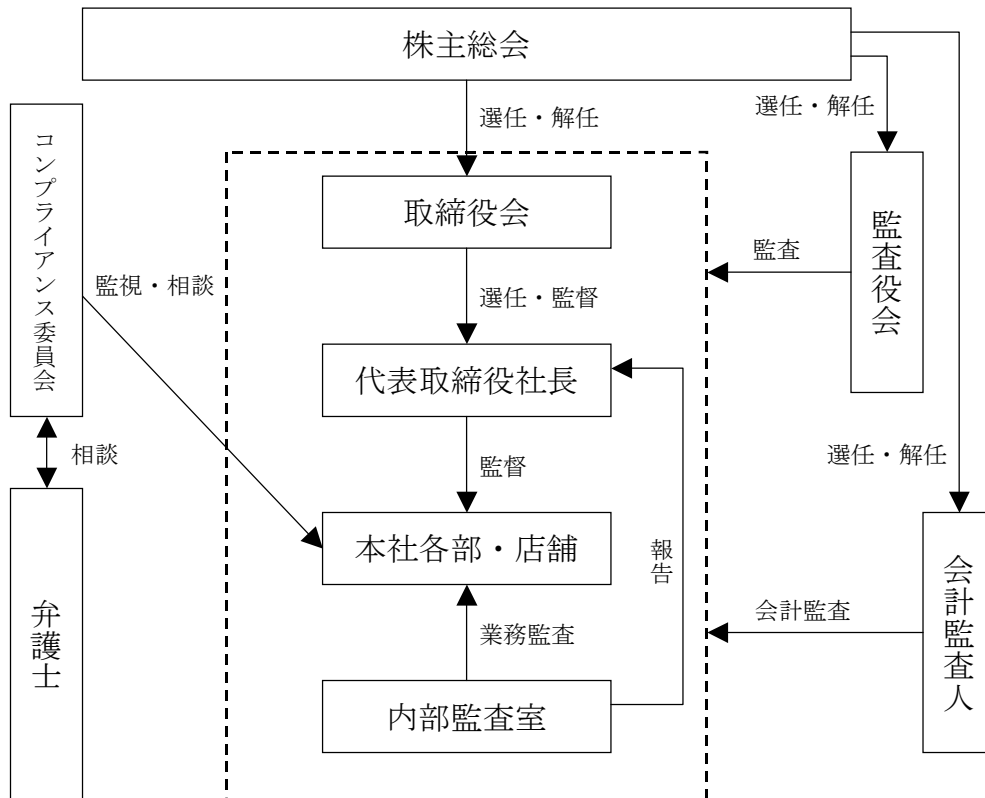 株主総会
選任・解任
選任・解任
コンプライアンス委員会
取締役会
監査役会
監査
監視・相談
選任・監督
代表取締役社長
相談
監督
選任・解任
本社各部・店舗
報告
弁護士
業務監査
会計監査
会計監査人
内部監査室